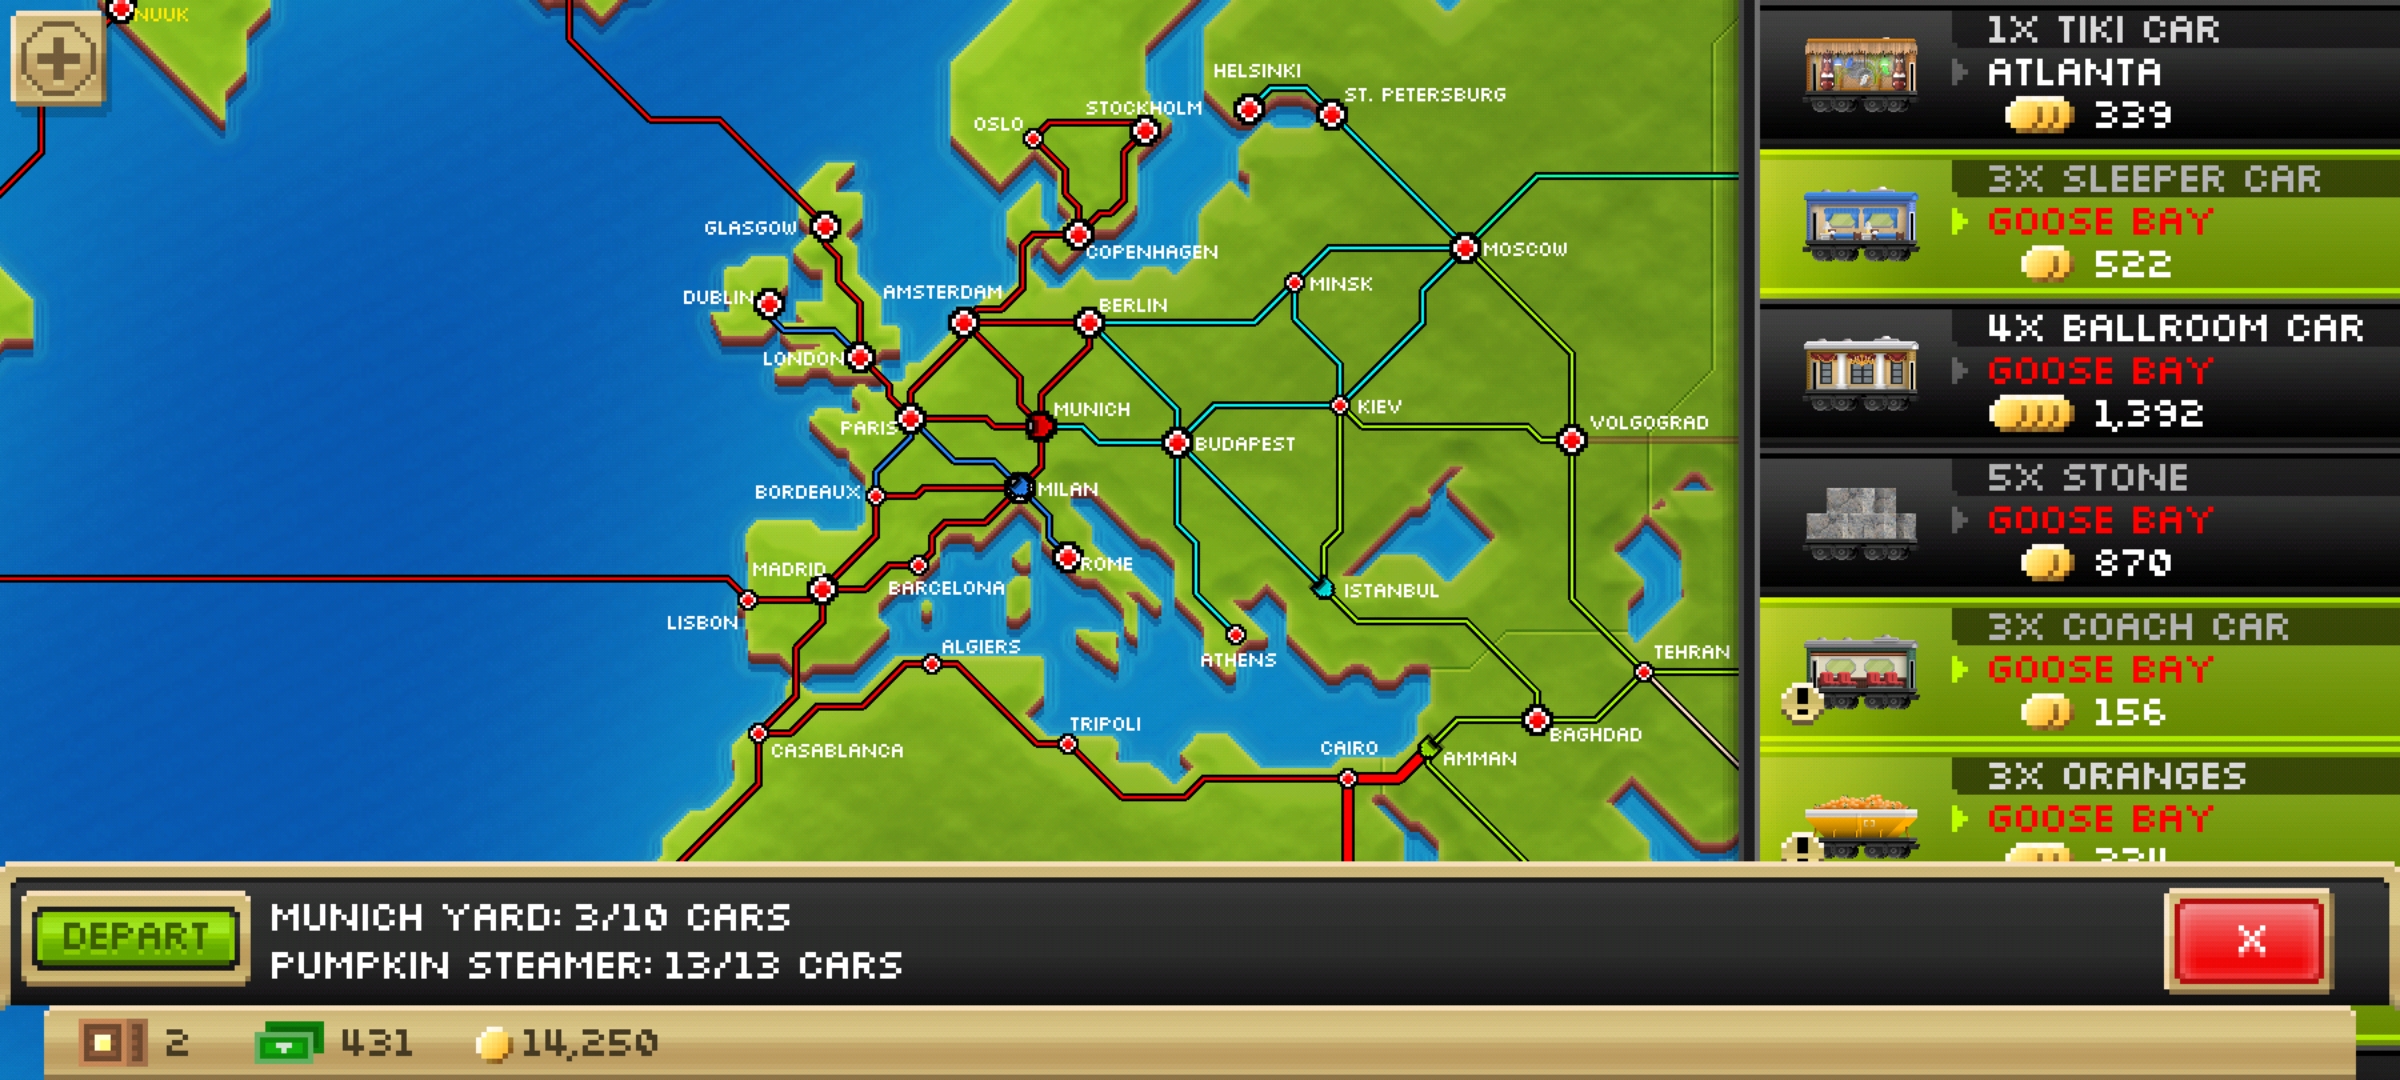 NUUK
HELSINKI
ST. PETERSBURG
STOCKHOLM
OSLO
GLASGOW
COPENHAGEN
MOSCOW
MINSK
DUBLIN
AMSTERDAM
BERLIN
LONDON
MUNICH
KIEV
PARIS
VOLGOGRAD
BUDAPEST
BORDEAUX
MILAN
MADRID
ROME
BARCELONA
ISTANBUL
LISBON
ALGIERS
ATHENS
TEHRAN
TRIPOLI
CASABLANCA
CAIRO
BAGHDAD
AMMAN
1X TIKI CAR
ATLANTA
339
3X SLEEPER CAR
GOOSE BAY
522
4X BALLROOM CAR
GOOSE BAY
1,392
5X STONE
GOOSE BAY
870
3X COACH CAR
GOOSE BAY
156
3X ORANGES
GOOSE BAY
DEPART
MUNICH YARD: 3/10 CARS
PUMPKIN STEAMER: 13/13 CARS
X
2
431
14,250